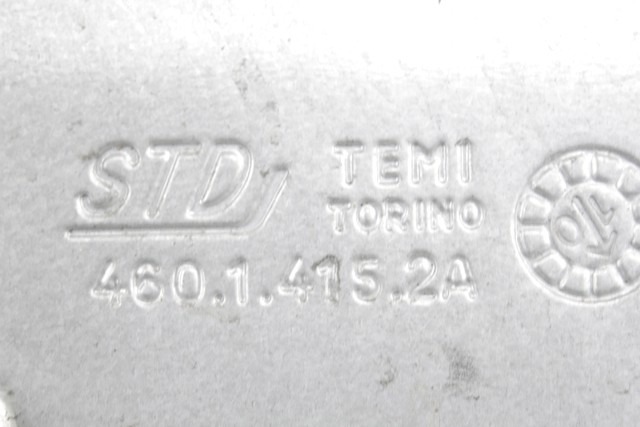 STD
TEMI
TORINO
460.1.415.2A